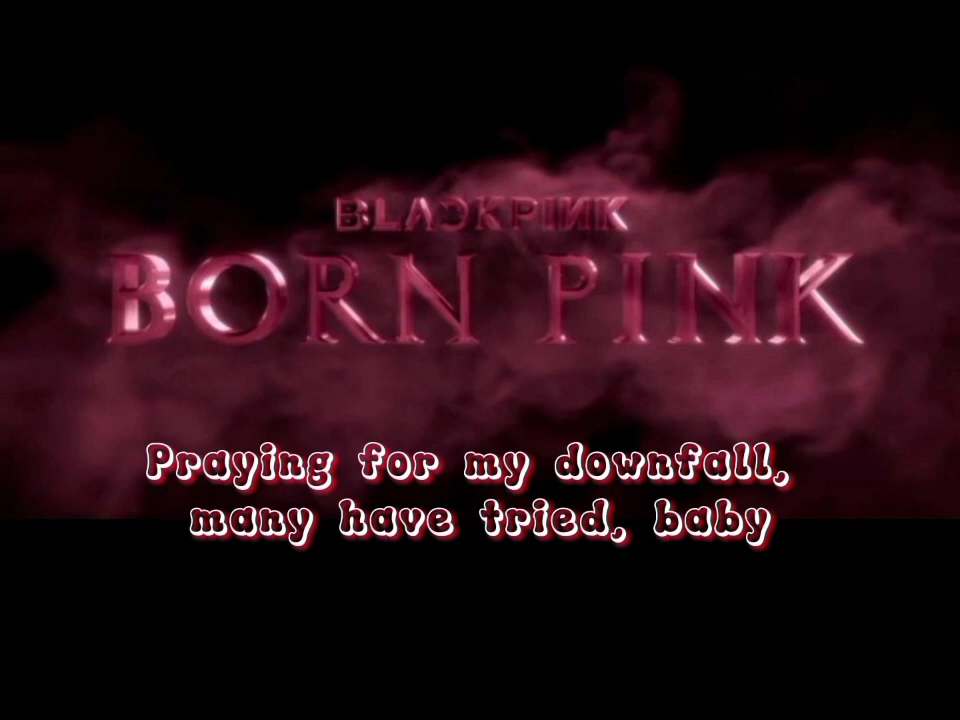 BLACKPINK
BORN PINK
Praying for my downfall,
many have tried, baby